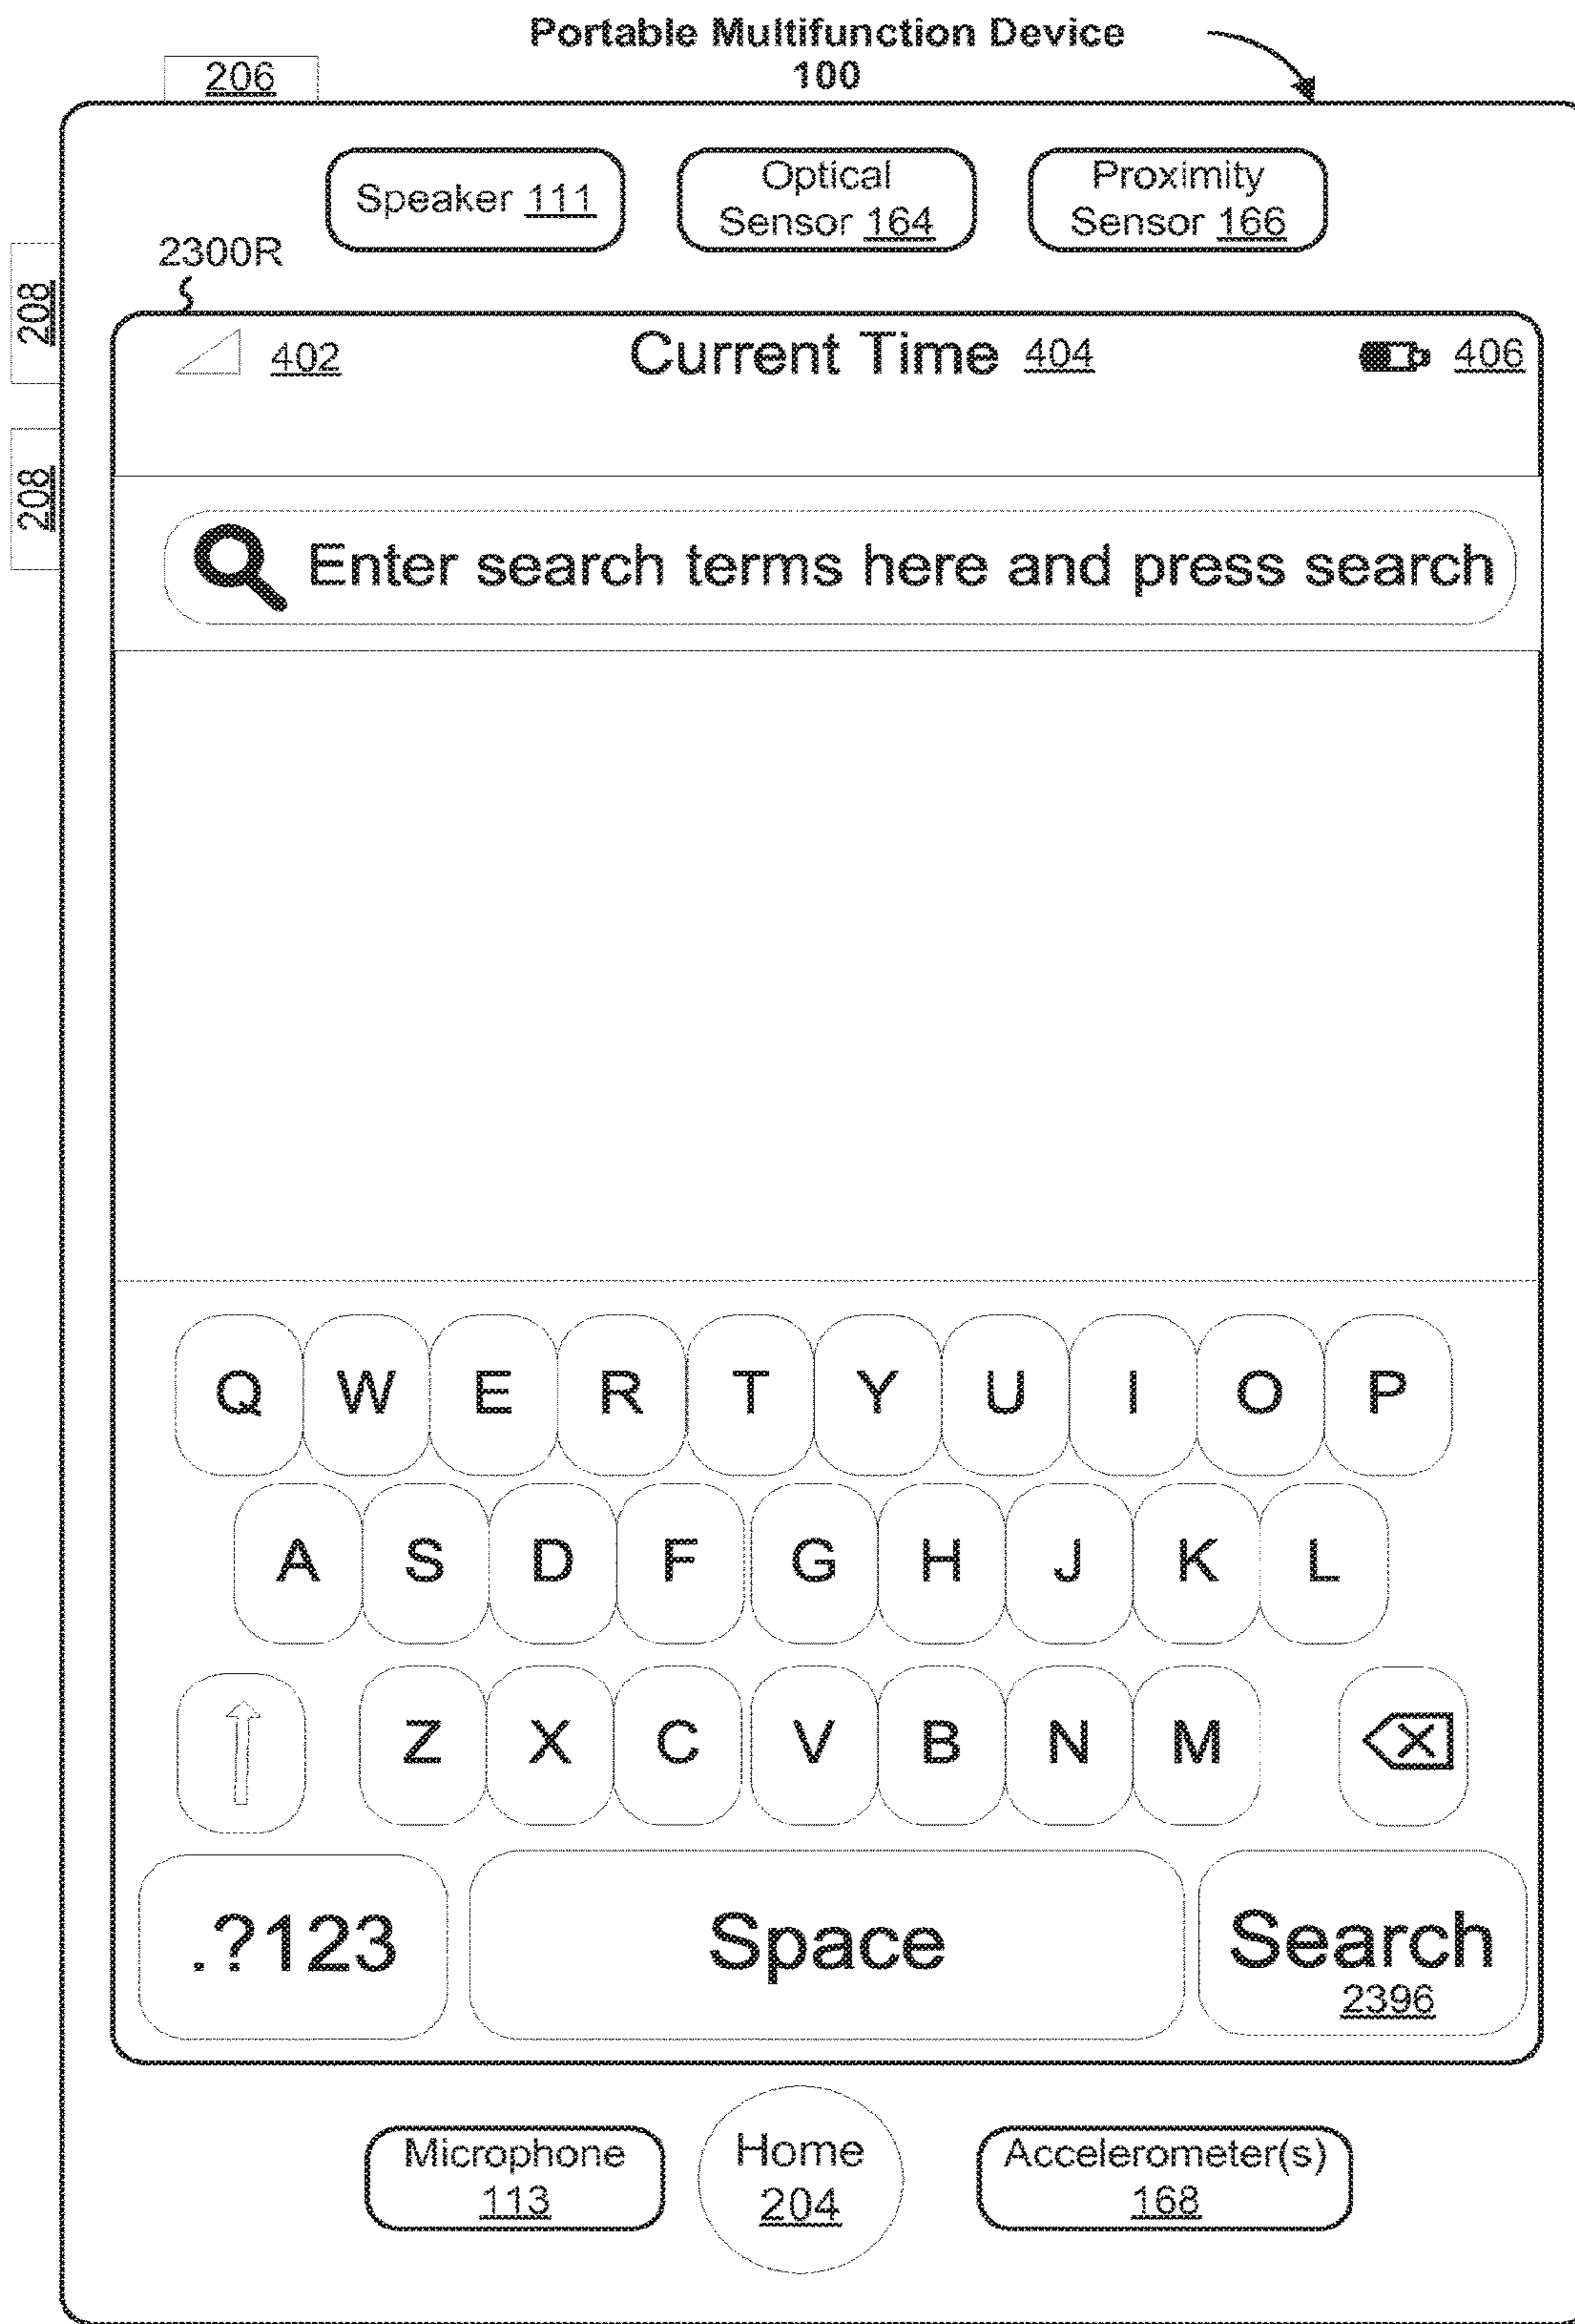 Portable Multifunction Device
100
206
Speaker 111
Optical
Sensor 164
Proximity
Sensor 166
2300R
208
208
402
Current Time 404
406
Enter search terms here and press search
Q W E R T Y U I O P
A S D F G H J K L
Z X C V B N M
.?123
Space
Search
2396
Microphone
113
Home
204
Accelerometer(s)
168